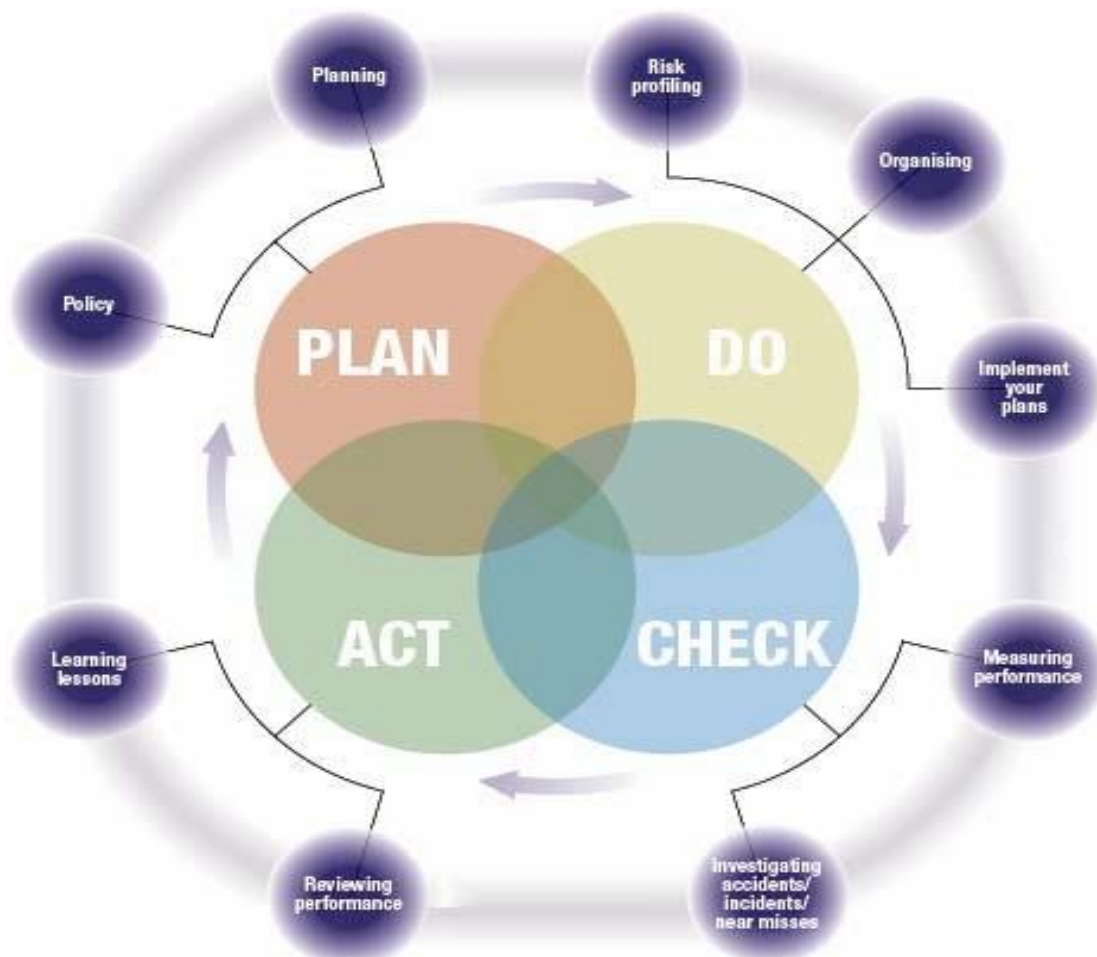 Planning
Risk
profiling
Organising
Policy
PLAN
DO
Implement
your
plans
ACT
CHECK
Learning
lessons
Measuring
performance
Reviewing
performance
Investigating
accidents/
incidents/
near misses